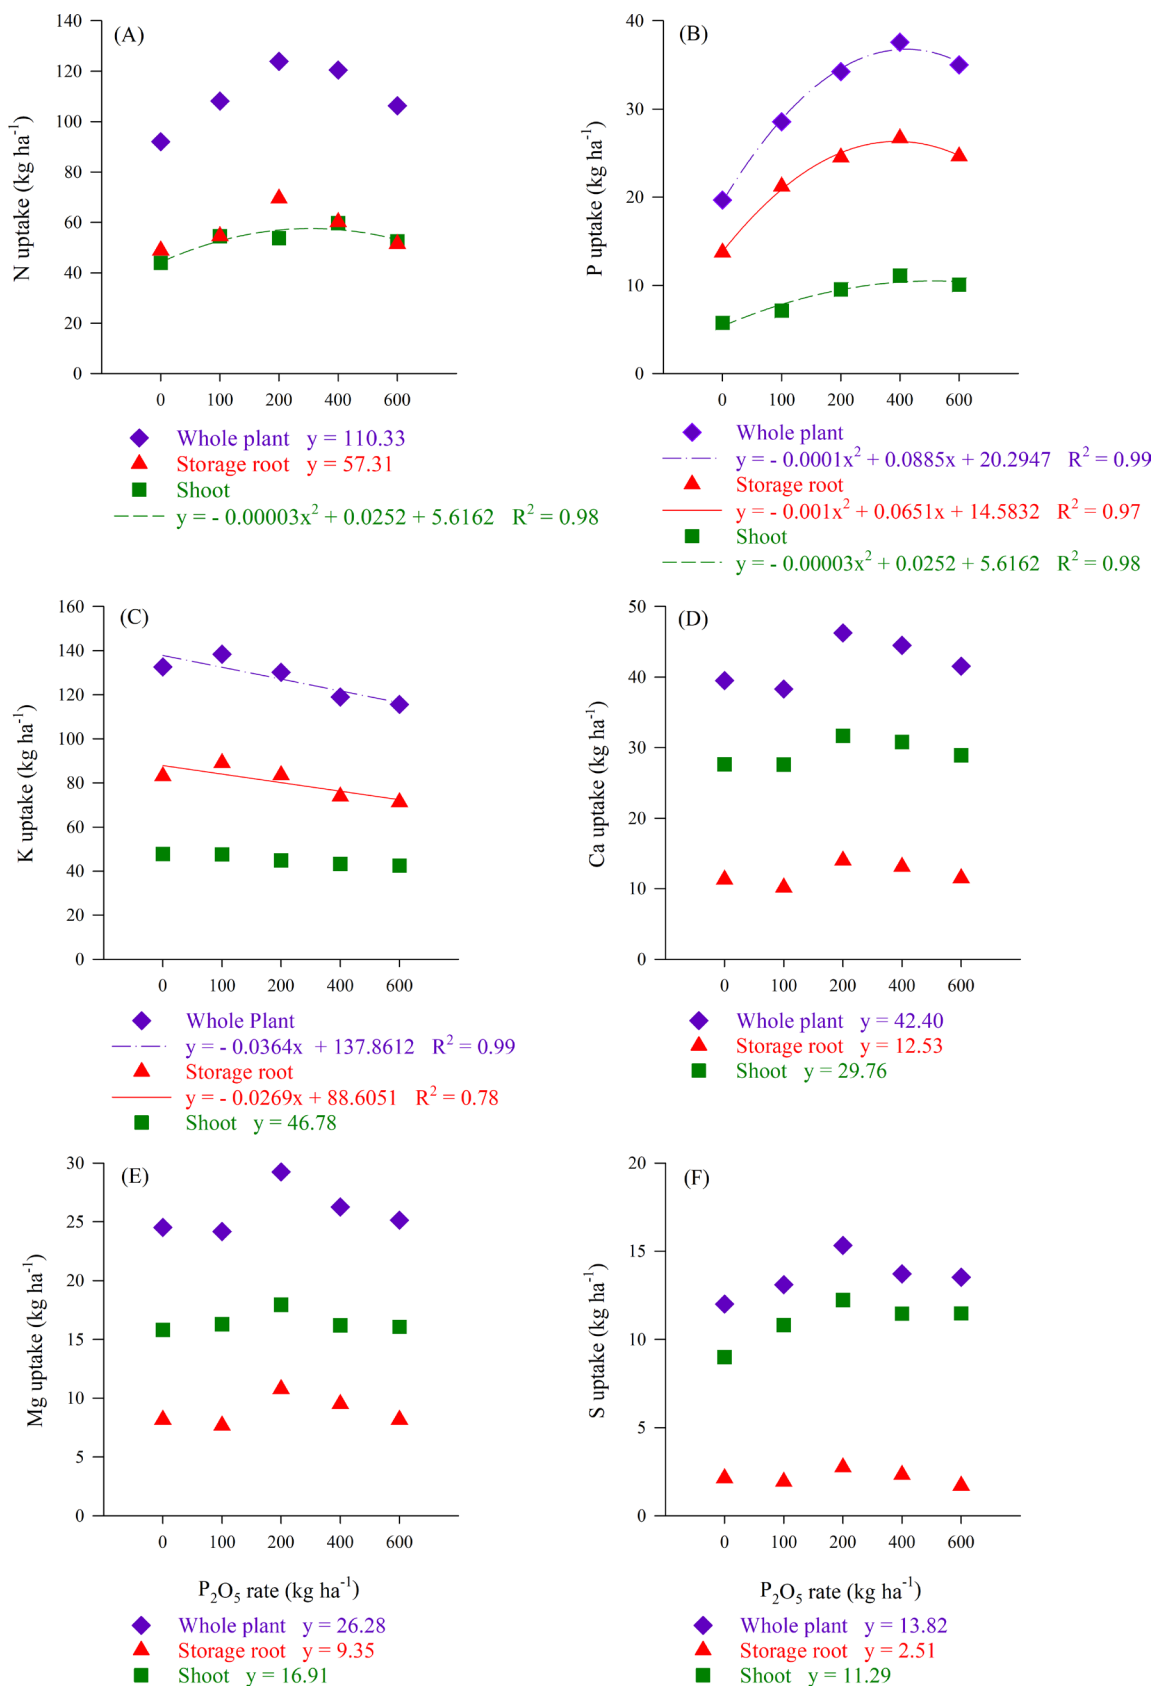 (A)
N uptake (kg ha⁻¹)
140
120
100
80
60
40
20
0
0 100 200 400 600
Whole plant y = 110.33
Storage root y = 57.31
Shoot
y = - 0.00003x² + 0.0252 + 5.6162 R² = 0.98
(B)
P uptake (kg ha⁻¹)
40
30
20
10
0
0 100 200 400 600
Whole plant
y = - 0.0001x² + 0.0885x + 20.2947 R² = 0.99
Storage root
y = - 0.001x² + 0.0651x + 14.5832 R² = 0.97
Shoot
y = - 0.00003x² + 0.0252 + 5.6162 R² = 0.98
(C)
K uptake (kg ha⁻¹)
160
140
120
100
80
60
40
20
0
0 100 200 400 600
Whole Plant
y = - 0.0364x + 137.8612 R² = 0.99
Storage root
y = - 0.0269x + 88.6051 R² = 0.78
Shoot y = 46.78
(D)
Ca uptake (kg ha⁻¹)
50
40
30
20
10
0
0 100 200 400 600
Whole plant y = 42.40
Storage root y = 12.53
Shoot y = 29.76
(E)
Mg uptake (kg ha⁻¹)
30
25
20
15
10
5
0
0 100 200 400 600
P₂O₅ rate (kg ha⁻¹)
Whole plant y = 26.28
Storage root y = 9.35
Shoot y = 16.91
(F)
S uptake (kg ha⁻¹)
20
15
10
5
0
0 100 200 400 600
P₂O₅ rate (kg ha⁻¹)
Whole plant y = 13.82
Storage root y = 2.51
Shoot y = 11.29